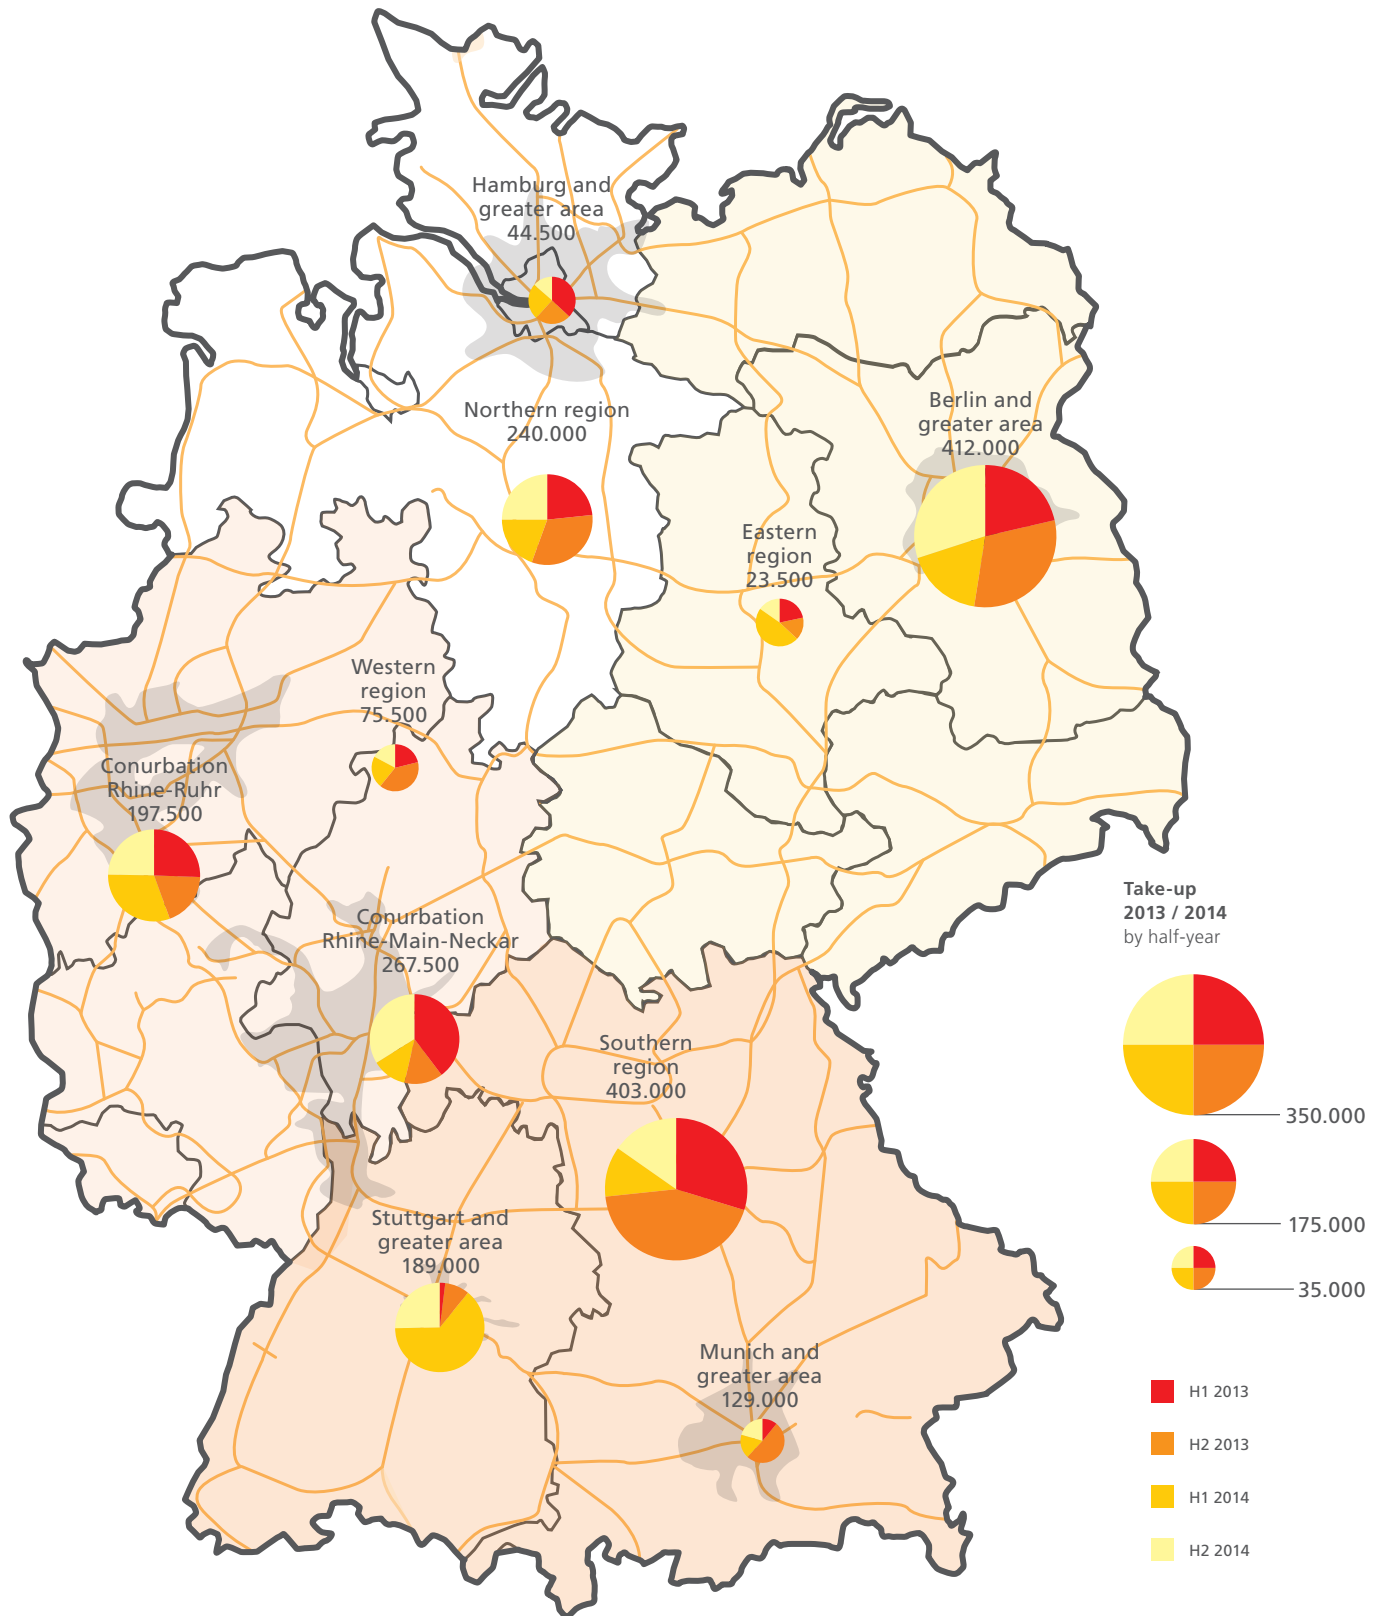 Hamburg and
greater area
44.500
Northern region
240.000
Berlin and
greater area
412.000
Eastern
region
23.500
Western
region
75.500
Conurbation
Rhine-Ruhr
197.500
Conurbation
Rhine-Main-Neckar
267.500
Southern
region
403.000
Stuttgart and
greater area
189.000
Munich and
greater area
129.000
Take-up
2013 / 2014
by half-year
350.000
175.000
35.000
H1 2013
H2 2013
H1 2014
H2 2014